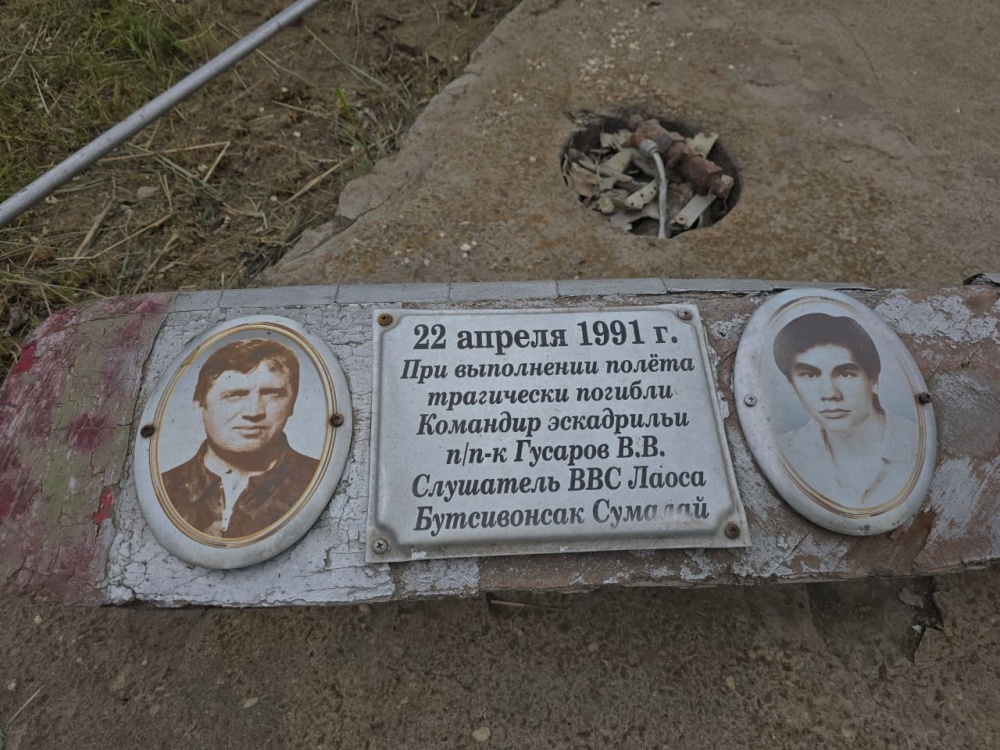 22 апреля 1991 г.
При выполнении полёта
трагически погибли
Командир эскадрильи
п/п-к Гусаров В.В.
Слушатель ВВС Лаоса
Бутсивонсак Сумалай